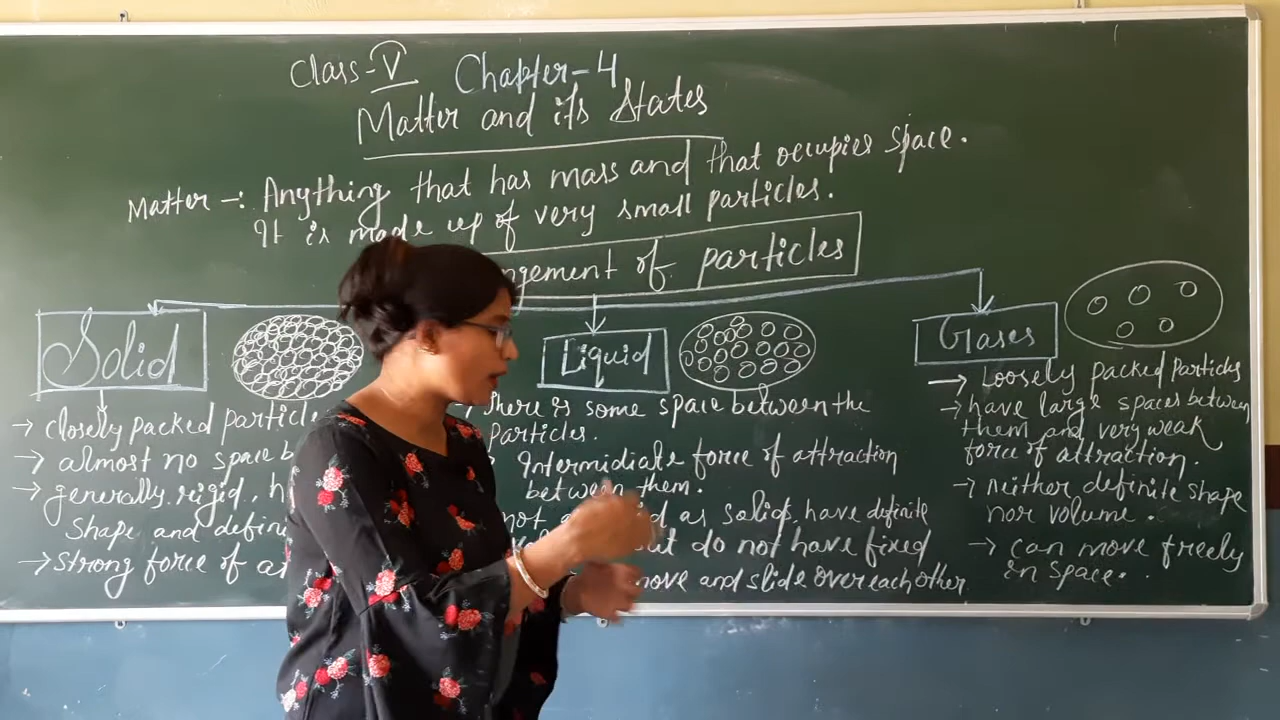 Class-V Chapter-4
Matter and its States
Matter -: Anything that has mass and that occupies space.
It is made up of very small particles.
ngement of particles
Solid
closely packed particle
almost no space b
generally rigid, h
Shape and defin
strong force of a
Liquid
There is some space between the
particles.
Intermidiate force of attraction
between them.
not as solids, have definite
but do not have fixed
move and slide over each other
Gases
Loosely packed Particles
have large spaces between
them and very weak
force of attraction.
Neither definite shape
nor volume.
can move freely
in space.